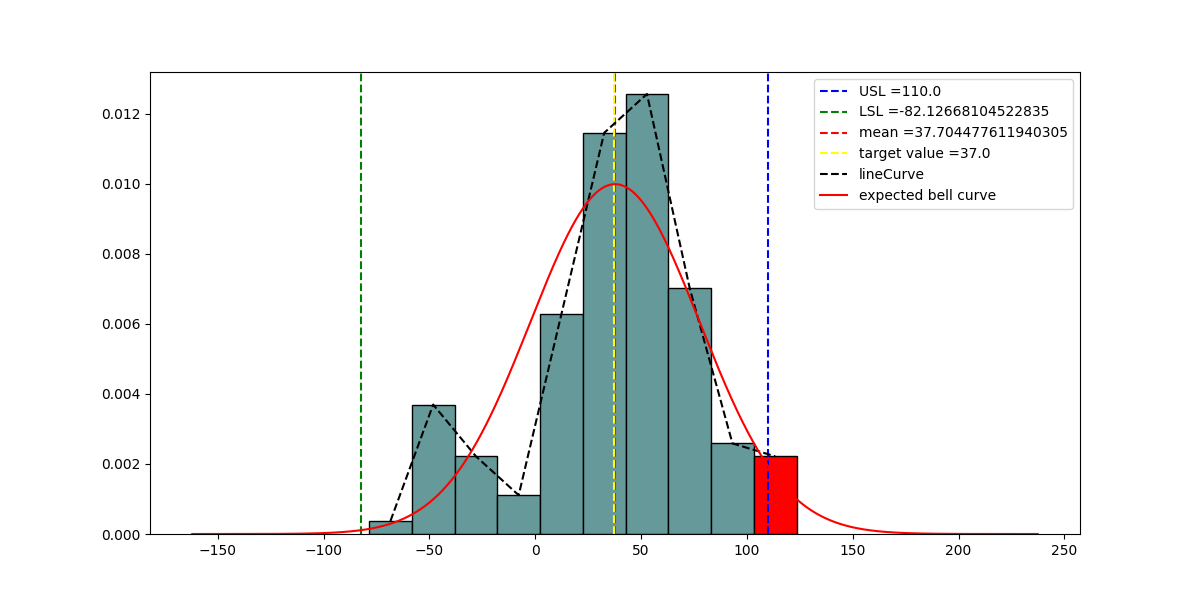 USL =110.0
LSL =-82.12668104522835
mean =37.704477611940305
target value =37.0
lineCurve
expected bell curve
0.012
0.010
0.008
0.006
0.004
0.002
0.000
−150 −100 −50 0 50 100 150 200 250